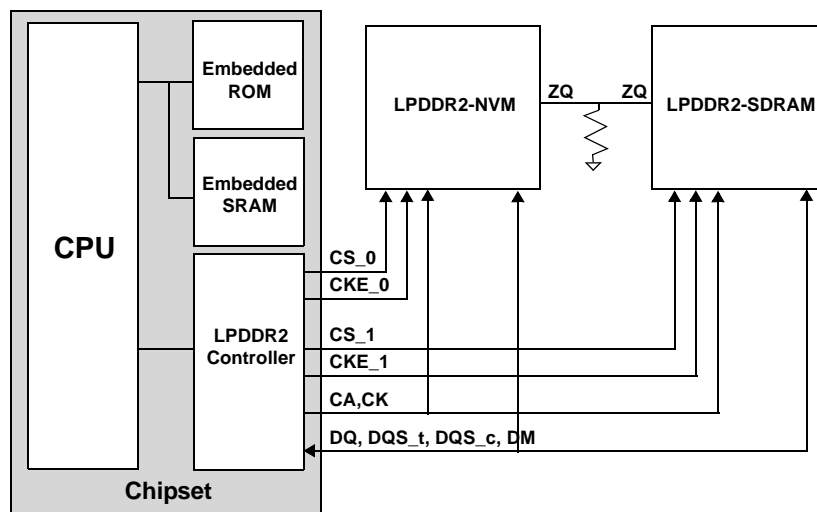 Embedded
ROM
LPDDR2-NVM
ZQ
ZQ
LPDDR2-SDRAM
Embedded
SRAM
CPU
LPDDR2
Controller
CS_0
CKE_0
CS_1
CKE_1
CA,CK
DQ, DQS_t, DQS_c, DM
Chipset